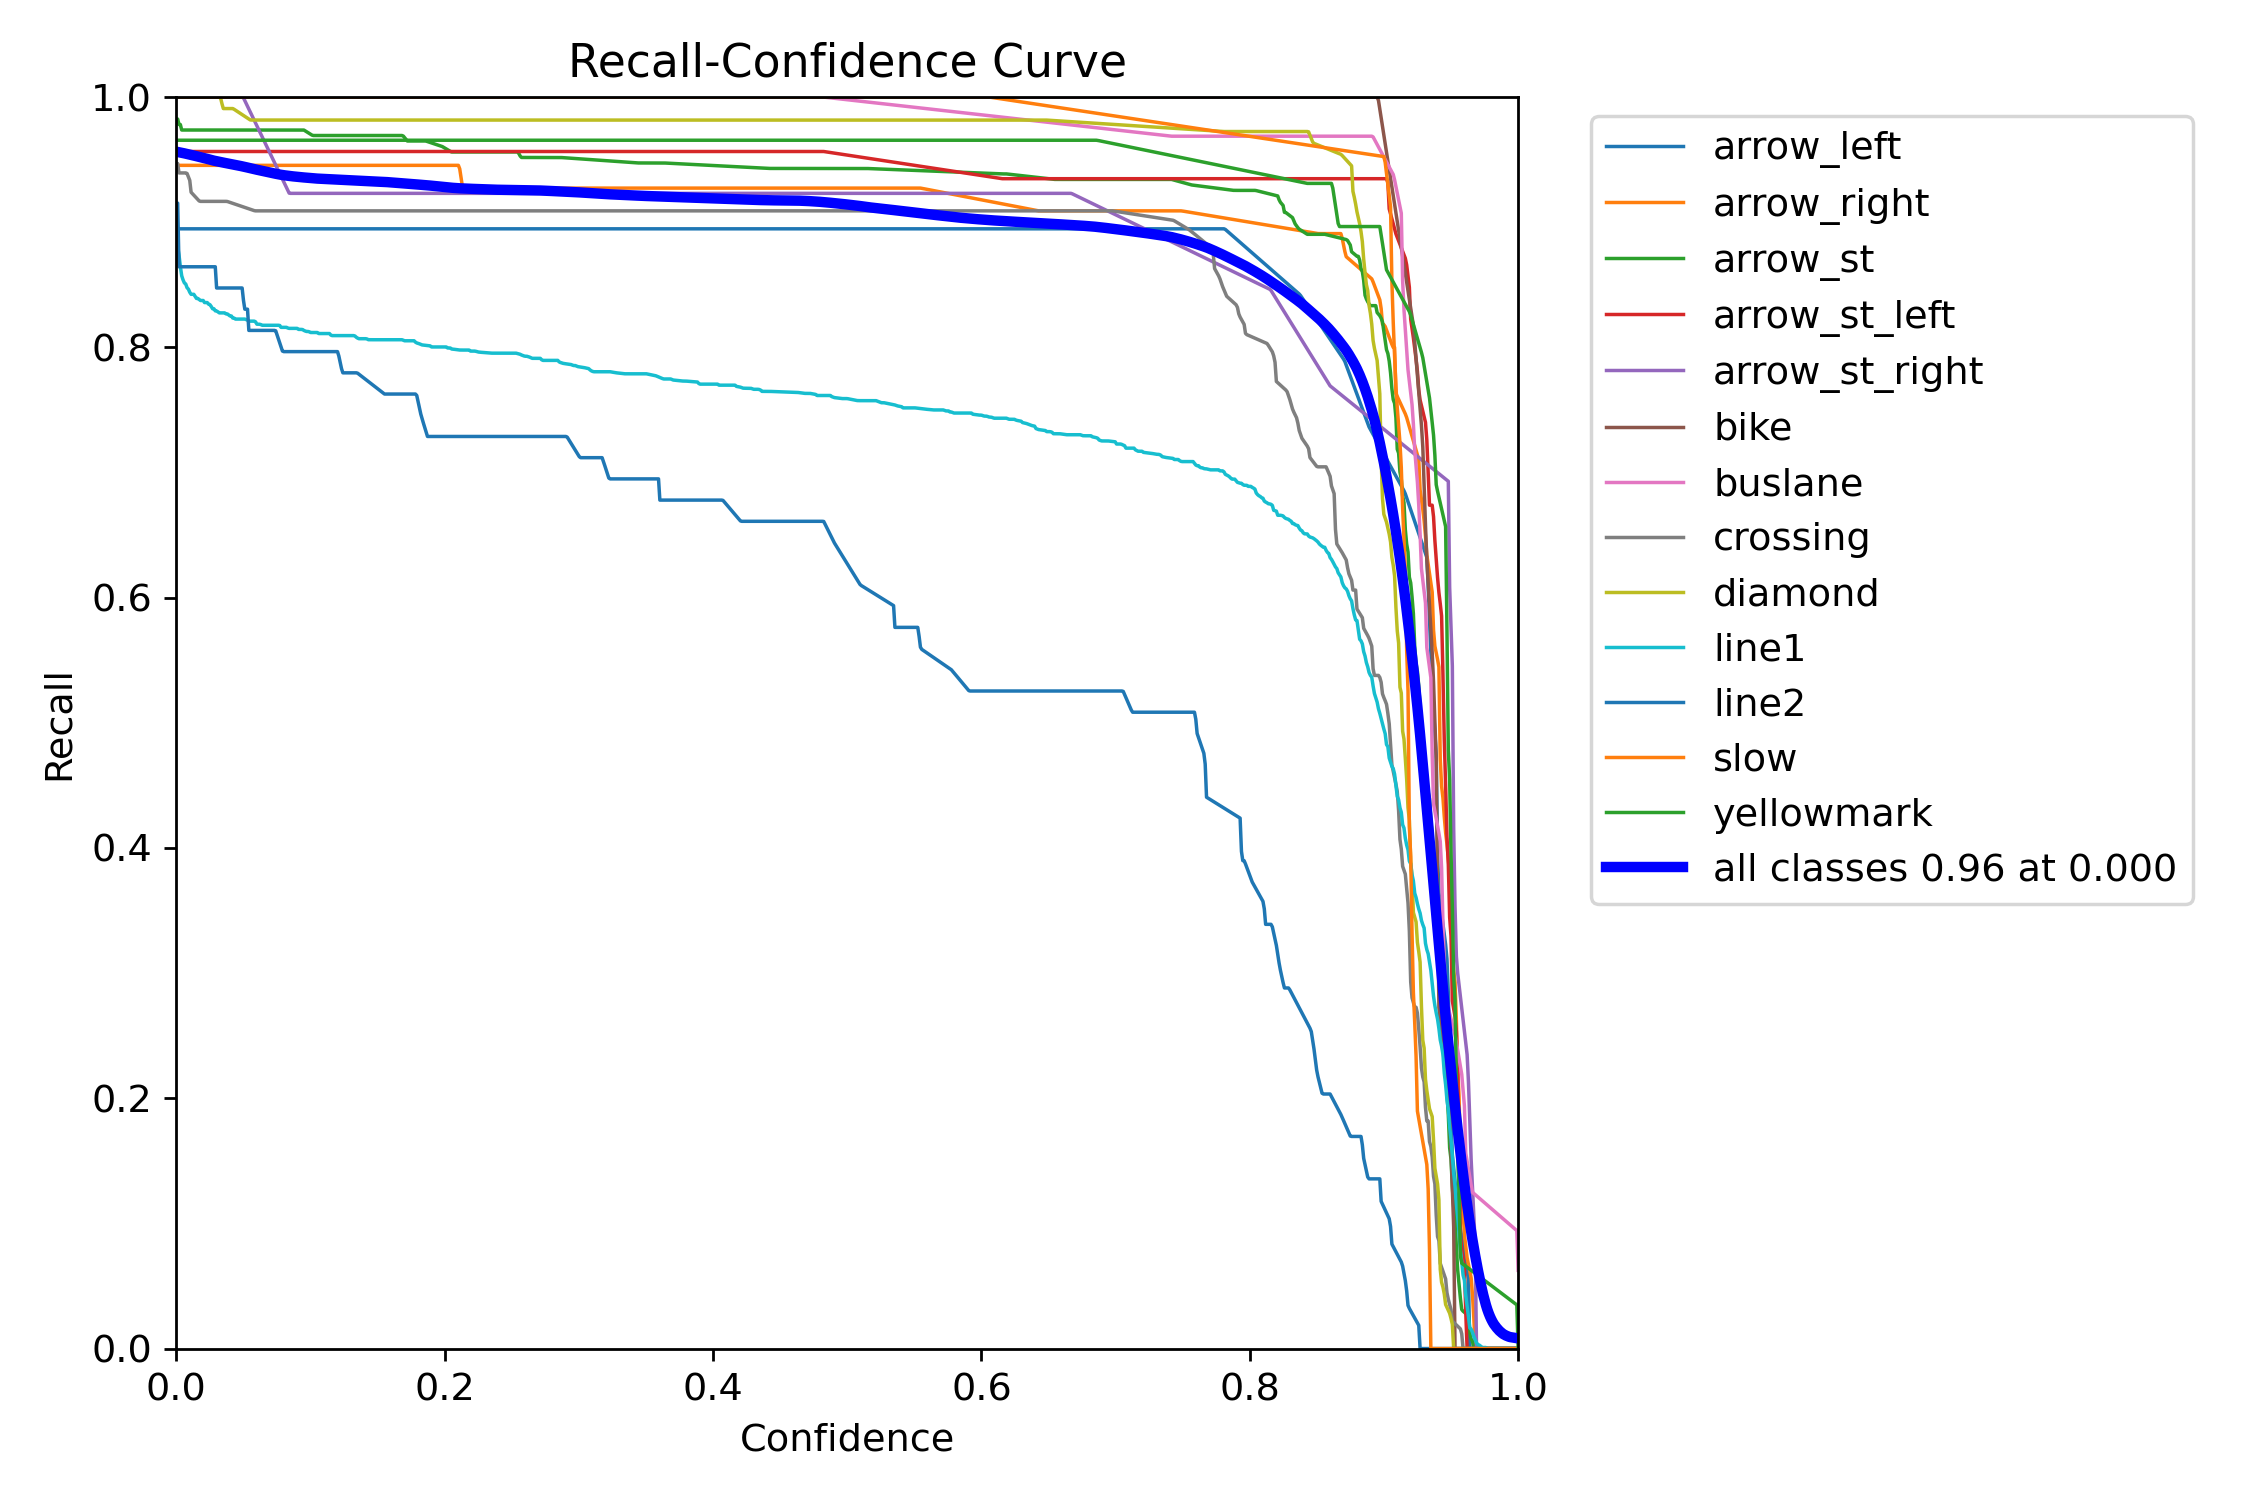 Recall-Confidence Curve
1.0
0.8
0.6
0.4
0.2
0.0
Recall
0.0 0.2 0.4 0.6 0.8 1.0
Confidence
arrow_left
arrow_right
arrow_st
arrow_st_left
arrow_st_right
bike
buslane
crossing
diamond
line1
line2
slow
yellowmark
all classes 0.96 at 0.000